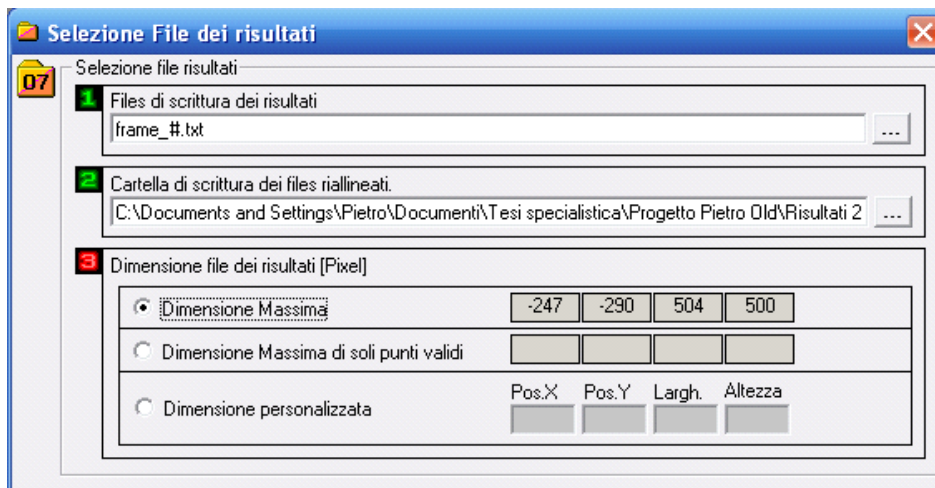 Selezione File dei risultati
07
Selezione file risultati
1
Files di scrittura dei risultati
frame_#.txt
...
2
Cartella di scrittura dei files riallineati.
C:\Documents and Settings\Pietro\Documenti\Tesi specialistica\Progetto Pietro Old\Risultati 2
...
3
Dimensione file dei risultati [Pixel]
Dimensione Massima -247 -290 504 500
Dimensione Massima di soli punti validi
Pos.X Pos.Y Largh. Altezza
Dimensione personalizzata